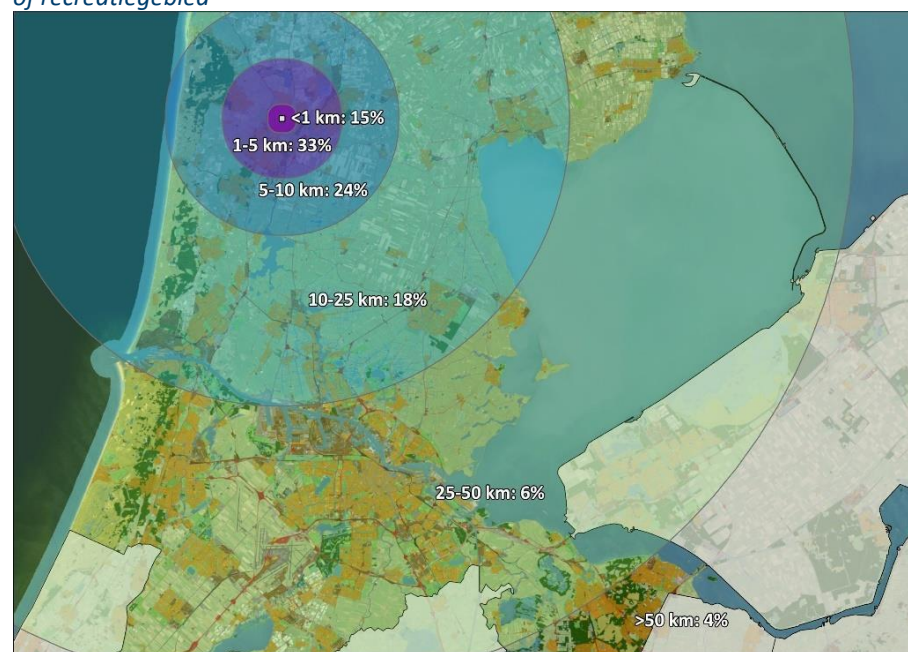 of recreatiegebied
<1 km: 15%
1-5 km: 33%
5-10 km: 24%
10-25 km: 18%
25-50 km: 6%
>50 km: 4%